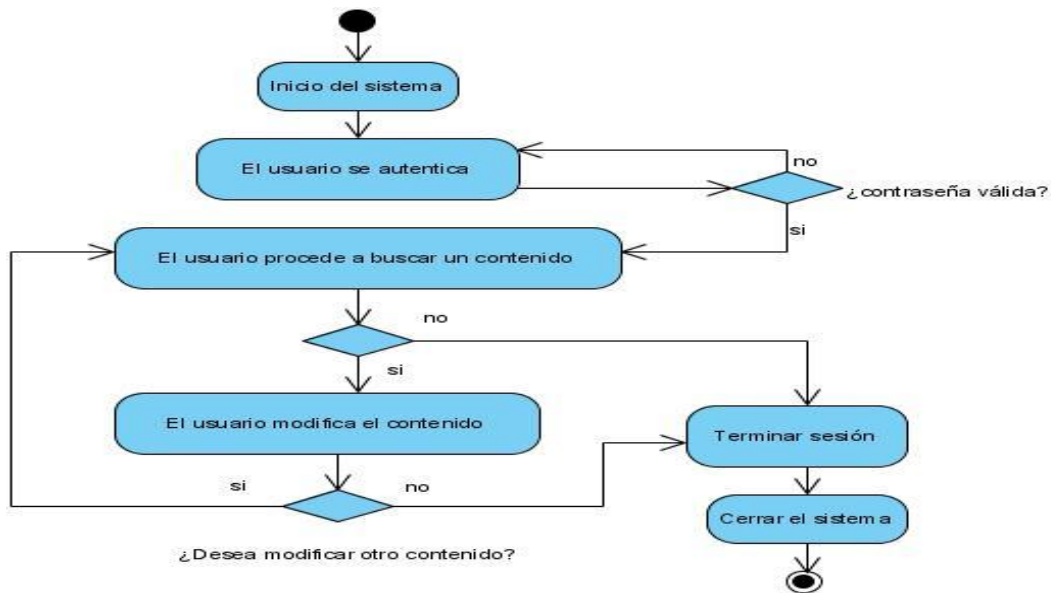 Inicio del sistema
El usuario se autentica
no
¿contraseña válida?
si
El usuario procede a buscar un contenido
no
si
El usuario modifica el contenido
Terminar sesión
si
no
Cerrar el sistema
¿Desea modificar otro contenido?